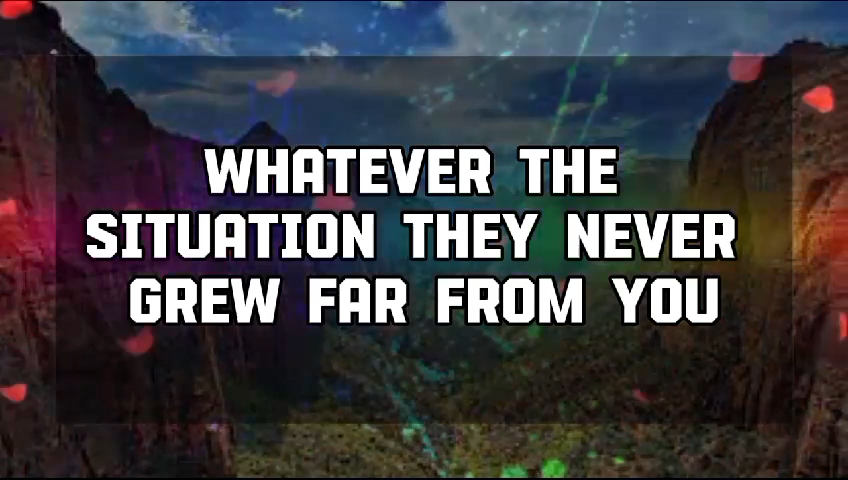 WHATEVER THE
SITUATION THEY NEVER
GREW FAR FROM YOU